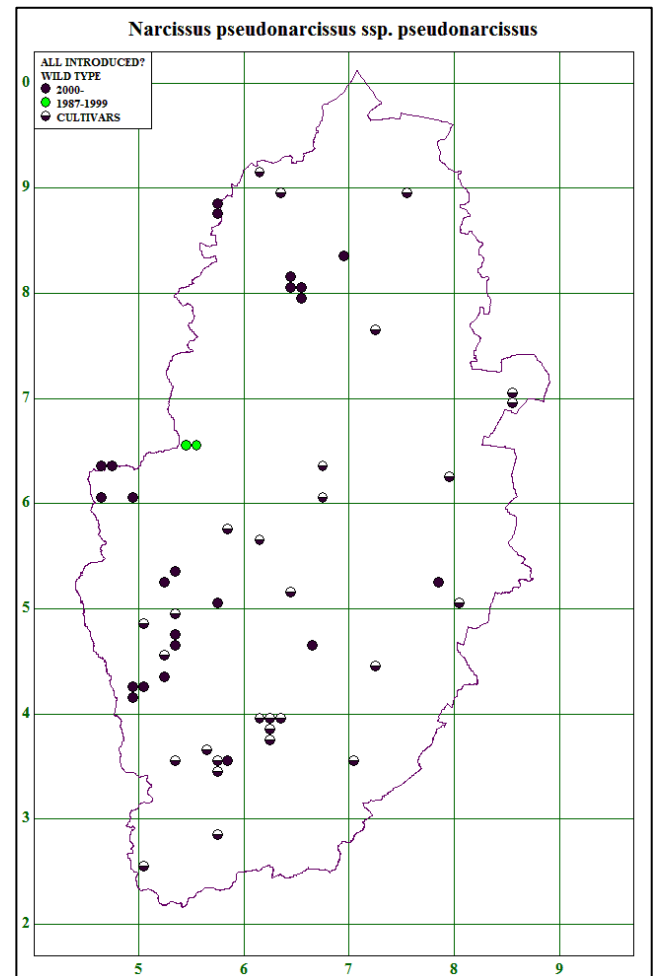 Narcissus pseudonarcissus ssp. pseudonarcissus
ALL INTRODUCED?
WILD TYPE
2000-
1987-1999
CULTIVARS
0
9
8
7
6
5
4
3
2
5 6 7 8 9